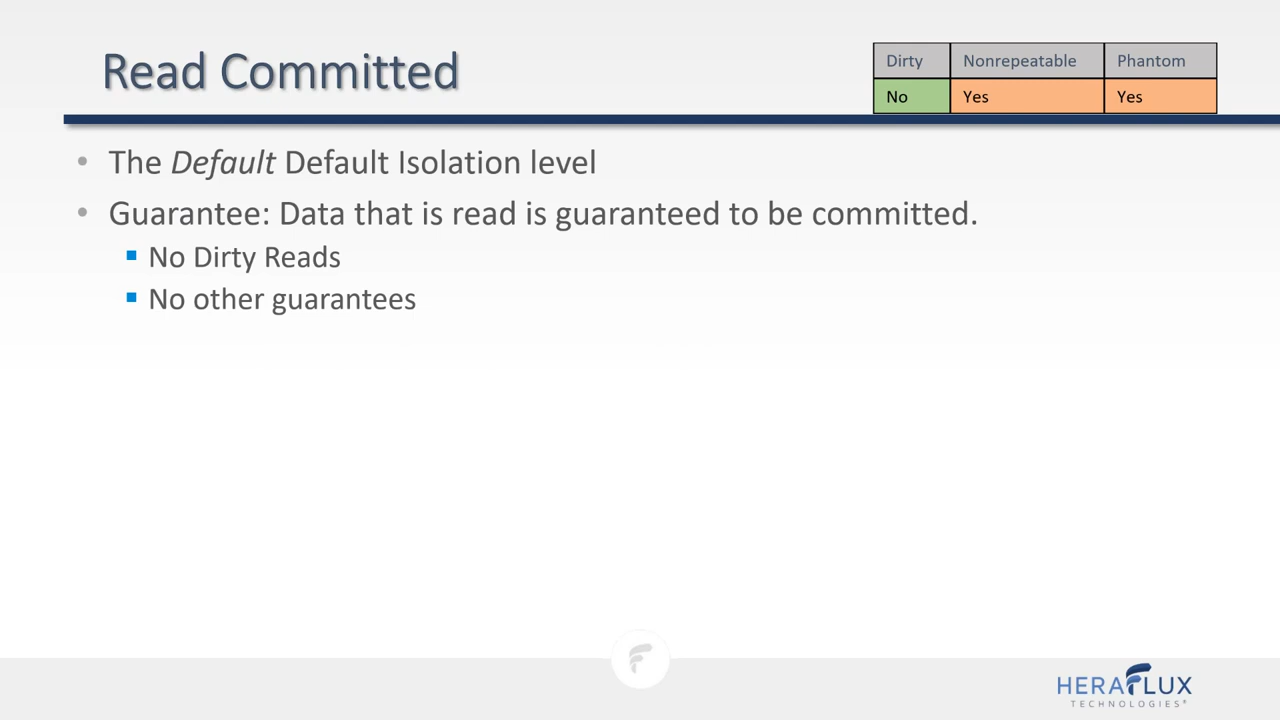 Read Committed
Dirty Nonrepeatable Phantom
No Yes Yes
• The Default Default Isolation level
• Guarantee: Data that is read is guaranteed to be committed.
▪ No Dirty Reads
▪ No other guarantees
HERAFLUX
TECHNOLOGIES®